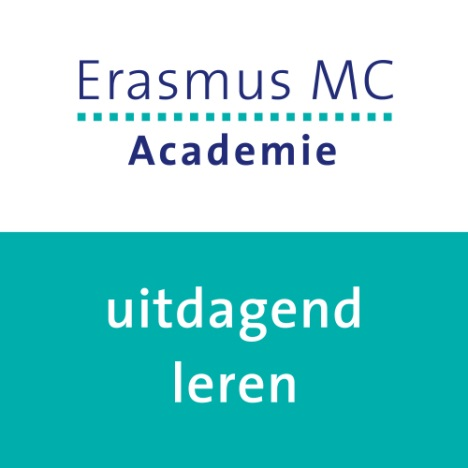 Erasmus MC
Academie
uitdagend
leren